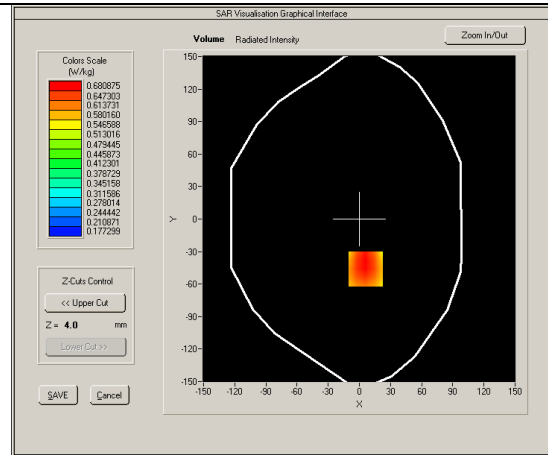 SAR Visualisation Graphical Interface
Volume Radiated Intensity
Zoom In/Out
Colors Scale
(W/kg)
0.680875
0.647303
0.613731
0.580160
0.546588
0.513016
0.479445
0.445873
0.412301
0.378729
0.345158
0.311586
0.278014
0.244442
0.210871
0.177299
Z-Cuts Control
<< Upper Cut
Z = 4.0 mm
Lower Cut >>
SAVE Cancel
150
120
90
60
30
0
-30
-60
-90
-120
-150
Y
-150 -120 -90 -60 -30 0 30 60 90 120 150
X